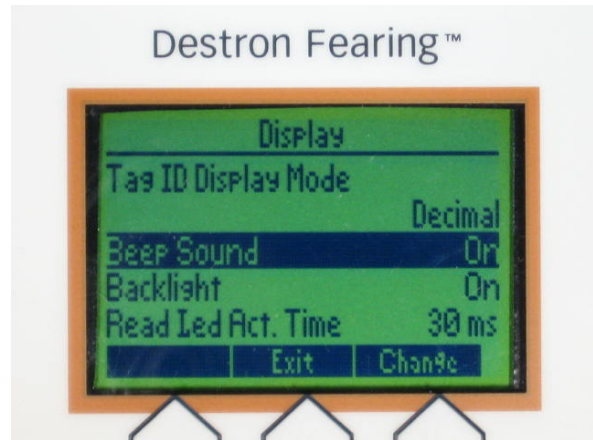 Destron Fearing™
Display
Tag ID Display Mode
Decimal
Beep Sound On
Backlight On
Read Led Act. Time 30 ms
Exit Change